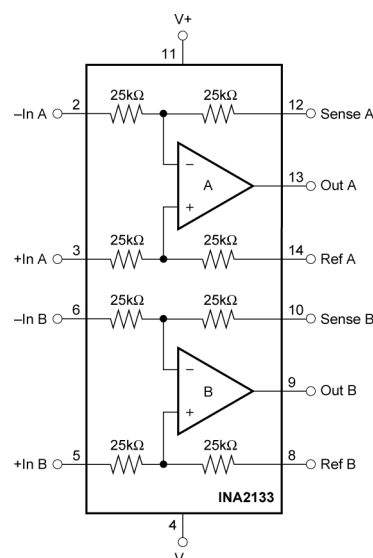 V+
11
25kΩ 25kΩ
–In A 2 12 Sense A
–
13 Out A
A
+
25kΩ 25kΩ
+In A 3 14 Ref A
25kΩ 25kΩ
–In B 6 10 Sense B
–
9 Out B
B
+
25kΩ 25kΩ
+In B 5 8 Ref B
INA2133
4
V